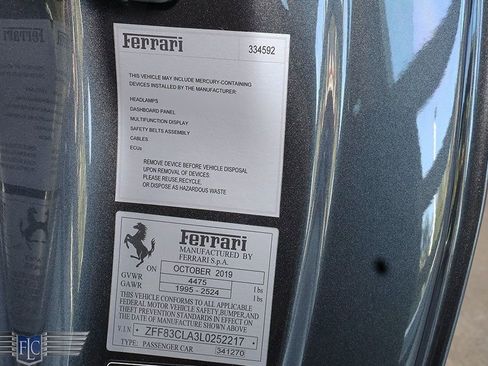 Ferrari
334592
THIS VEHICLE MAY INCLUDE MERCURY-CONTAINING
DEVICES INSTALLED BY THE MANUFACTURER:
HEADLAMPS
DASHBOARD PANEL
MULTIFUNCTION DISPLAY
SAFETY BELTS ASSEMBLY
CABLES
ECUs
REMOVE DEVICE BEFORE VEHICLE DISPOSAL
UPON REMOVAL OF DEVICES.
PLEASE REUSE,RECYCLE.
OR DISPOSE AS HAZARDOUS WASTE
Ferrari
MANUFACTURED BY
FERRARI S.p.A.
ON OCTOBER 2019
GVWR 4475 lbs
GAWR 1995 - 2524 lbs
THIS VEHICLE CONFORMS TO ALL APPLICABLE
FEDERAL MOTOR VEHICLE SAFETY, BUMPER, AND
THEFT PREVENTION STANDARDS IN EFFECT ON
THE DATE OF MANUFACTURE SHOWN ABOVE.
V.I.N. ZFF83CLA3L0252217
TYPE: PASSENGER CAR 341270
FLC